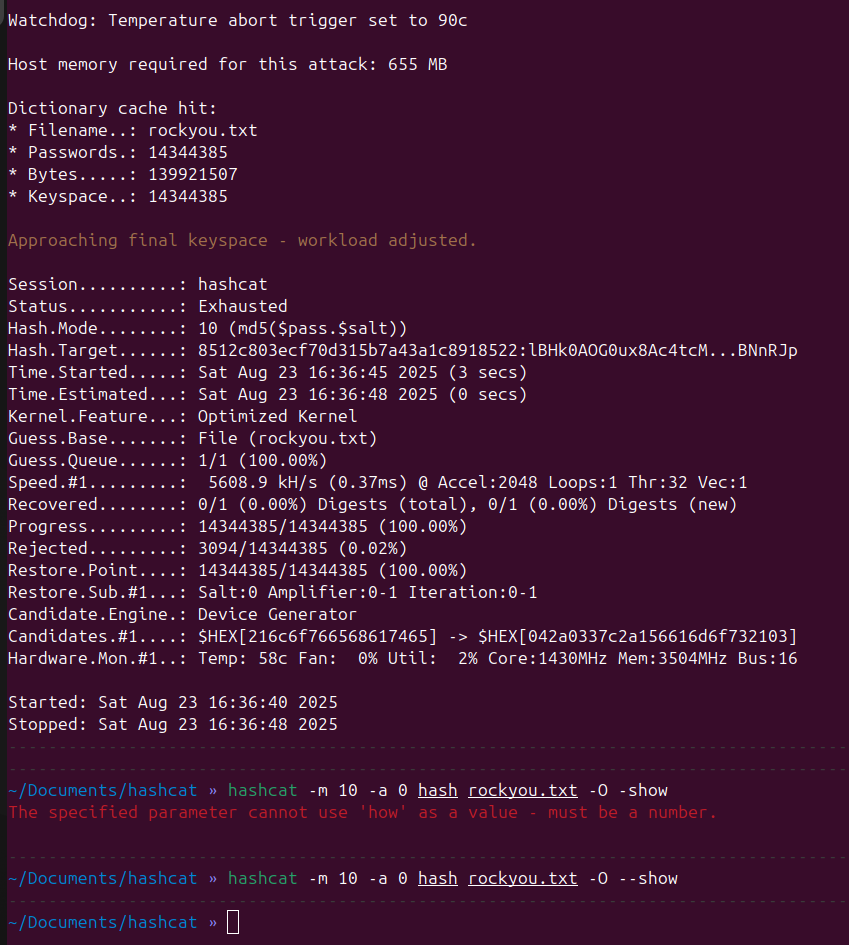 Watchdog: Temperature abort trigger set to 90c
Host memory required for this attack: 655 MB
Dictionary cache hit:
* Filename..: rockyou.txt
* Passwords.: 14344385
* Bytes.....: 139921507
* Keyspace..: 14344385
Approaching final keyspace - workload adjusted.
Session..........: hashcat
Status...........: Exhausted
Hash.Mode........: 10 (md5($pass.$salt))
Hash.Target......: 8512c803ecf70d315b7a43a1c8918522:lBHk0AOG0ux8Ac4tcM...BNnRJp
Time.Started.....: Sat Aug 23 16:36:45 2025 (3 secs)
Time.Estimated...: Sat Aug 23 16:36:48 2025 (0 secs)
Kernel.Feature...: Optimized Kernel
Guess.Base.......: File (rockyou.txt)
Guess.Queue......: 1/1 (100.00%)
Speed.#1.........:  5608.9 kH/s (0.37ms) @ Accel:2048 Loops:1 Thr:32 Vec:1
Recovered........: 0/1 (0.00%) Digests (total), 0/1 (0.00%) Digests (new)
Progress.........: 14344385/14344385 (100.00%)
Rejected.........: 3094/14344385 (0.02%)
Restore.Point....: 14344385/14344385 (100.00%)
Restore.Sub.#1...: Salt:0 Amplifier:0-1 Iteration:0-1
Candidate.Engine.: Device Generator
Candidates.#1....: $HEX[216c6f766568617465] -> $HEX[042a0337c2a156616d6f732103]
Hardware.Mon.#1..: Temp: 58c Fan:  0% Util:  2% Core:1430MHz Mem:3504MHz Bus:16
Started: Sat Aug 23 16:36:40 2025
Stopped: Sat Aug 23 16:36:48 2025
~/Documents/hashcat » hashcat -m 10 -a 0 hash rockyou.txt -O -show
The specified parameter cannot use 'how' as a value - must be a number.
~/Documents/hashcat » hashcat -m 10 -a 0 hash rockyou.txt -O --show
~/Documents/hashcat »